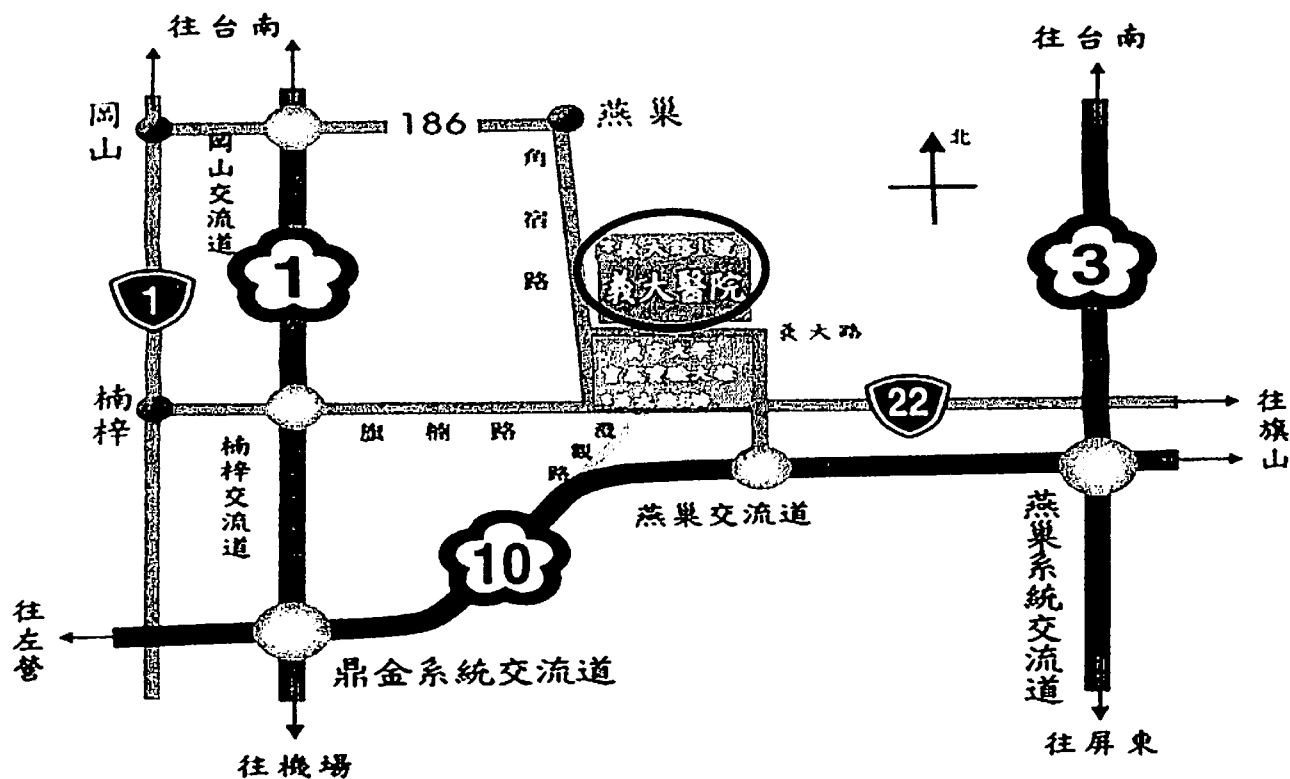 往台南
往台南
岡山
186
燕巢
北
岡山交流道
角宿路
1
1
3
義大醫院
義大路
楠梓
22
往旗山
旗楠路
楠梓交流道
燕巢交流道
10
燕巢系統交流道
往左營
鼎金系統交流道
往機場
往屏東